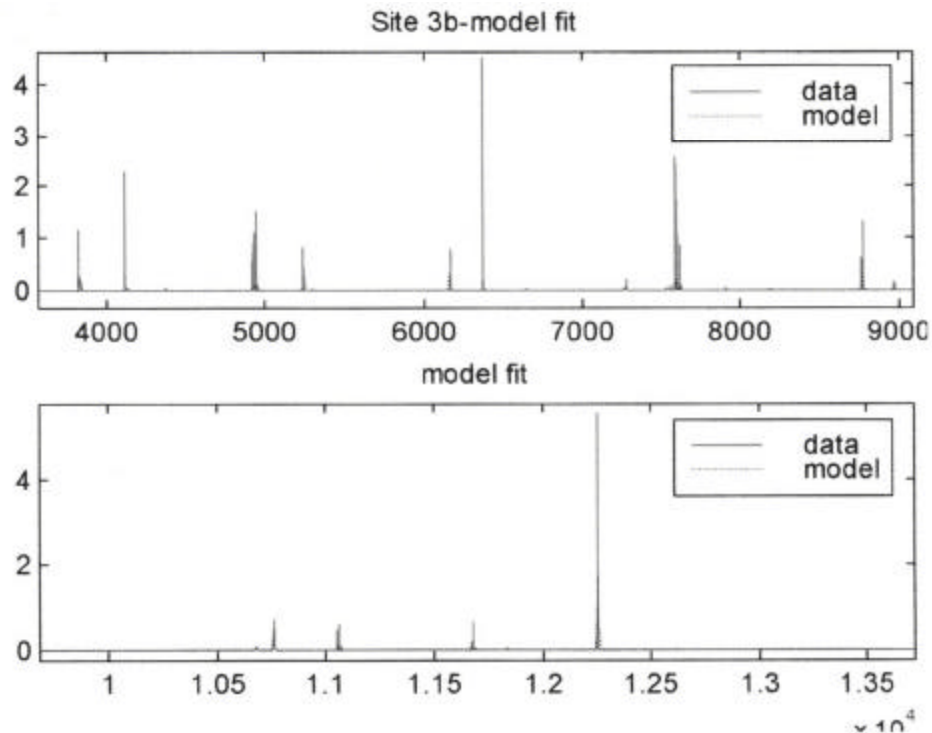 Site 3b-model fit
4
3
2
1
0
data
model
4000 5000 6000 7000 8000 9000
model fit
4
2
0
data
model
1 1.05 1.1 1.15 1.2 1.25 1.3 1.35
× 10⁴